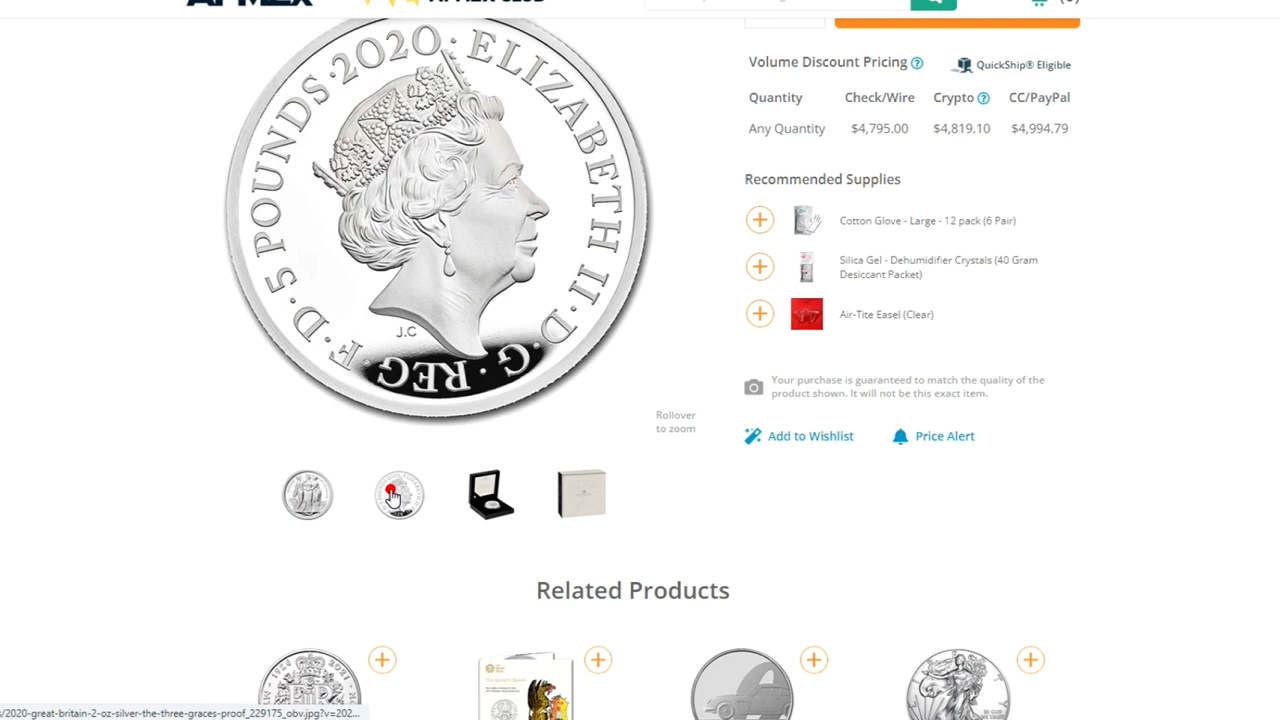 APMEX
APMEX CLUB
(0)
ELIZABETH II · D · G · REG · F · D · 5 POUNDS · 2020 ·
J.C
Volume Discount Pricing
QuickShip® Eligible
Quantity Check/Wire Crypto CC/PayPal
Any Quantity $4,795.00 $4,819.10 $4,994.79
Recommended Supplies
Cotton Glove - Large - 12 pack (6 Pair)
Silica Gel - Dehumidifier Crystals (40 Gram
Desiccant Packet)
Air-Tite Easel (Clear)
Your purchase is guaranteed to match the quality of the
product shown. It will not be this exact item.
Rollover
to zoom
Add to Wishlist
Price Alert
Related Products
s/2020-great-britain-2-oz-silver-the-three-graces-proof_229175_obv.jpg?v=202...